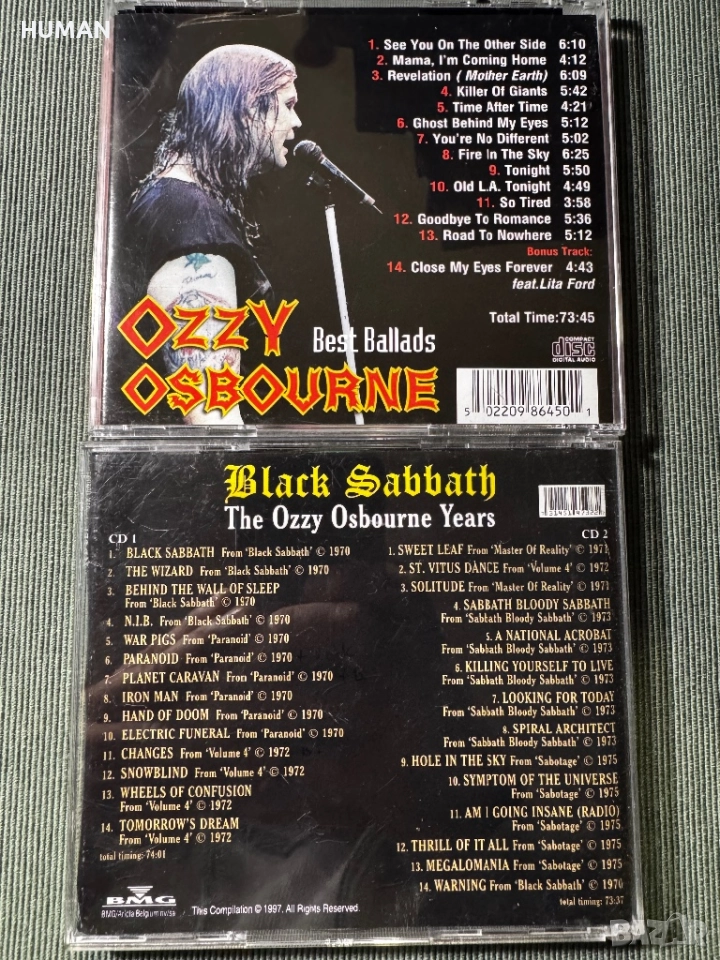 HUMAN
1. See You On The Other Side 6:10
2. Mama, I'm Coming Home 4:12
3. Revelation ( Mother Earth) 6:09
4. Killer Of Giants 5:42
5. Time After Time 4:21
6. Ghost Behind My Eyes 5:12
7. You're No Different 5:02
8. Fire In The Sky 6:25
9. Tonight 5:50
10. Old L.A. Tonight 4:49
11. So Tired 3:58
12. Goodbye To Romance 5:36
13. Road To Nowhere 5:12
Bonus Track:
14. Close My Eyes Forever 4:43
feat.Lita Ford
Total Time:73:45
OZZY
Best Ballads
OSBOURNE
COMPACT
disc
DIGITAL AUDIO
5 02209 86450 1
Black Sabbath
The Ozzy Osbourne Years
CD 1
1. BLACK SABBATH From 'Black Sabbath' © 1970
2. THE WIZARD From 'Black Sabbath' © 1970
3. BEHIND THE WALL OF SLEEP
From 'Black Sabbath' © 1970
4. N.I.B. From 'Black Sabbath' © 1970
5. WAR PIGS From 'Paranoid' © 1970
6. PARANOID From 'Paranoid' © 1970
7. PLANET CARAVAN From 'Paranoid' © 1970
8. IRON MAN From 'Paranoid' © 1970
9. HAND OF DOOM From 'Paranoid' © 1970
10. ELECTRIC FUNERAL From 'Paranoid' © 1970
11. CHANGES From 'Volume 4' © 1972
12. SNOWBLIND From 'Volume 4' © 1972
13. WHEELS OF CONFUSION
From 'Volume 4' © 1972
14. TOMORROW'S DREAM
From 'Volume 4' © 1972
total timing: 74:01
CD 2
1. SWEET LEAF From 'Master Of Reality' © 1971
2. ST. VITUS DANCE From 'Volume 4' © 1972
3. SOLITUDE From 'Master Of Reality' © 1971
4. SABBATH BLOODY SABBATH
From 'Sabbath Bloody Sabbath' © 1973
5. A NATIONAL ACROBAT
From 'Sabbath Bloody Sabbath' © 1973
6. KILLING YOURSELF TO LIVE
From 'Sabbath Bloody Sabbath' © 1973
7. LOOKING FOR TODAY
From 'Sabbath Bloody Sabbath' © 1973
8. SPIRAL ARCHITECT
From 'Sabbath Bloody Sabbath' © 1973
9. HOLE IN THE SKY From 'Sabotage' © 1975
10. SYMPTOM OF THE UNIVERSE
From 'Sabotage' © 1975
11. AM I GOING INSANE (RADIO)
From 'Sabotage' © 1975
12. THRILL OF IT ALL From 'Sabotage' © 1975
13. MEGALOMANIA From 'Sabotage' © 1975
14. WARNING From 'Black Sabbath' © 1970
total timing: 73:37
BMG
BMG/Ariola Belgium nv/sa
This Compilation © 1997. All Rights Reserved.
BAZAR